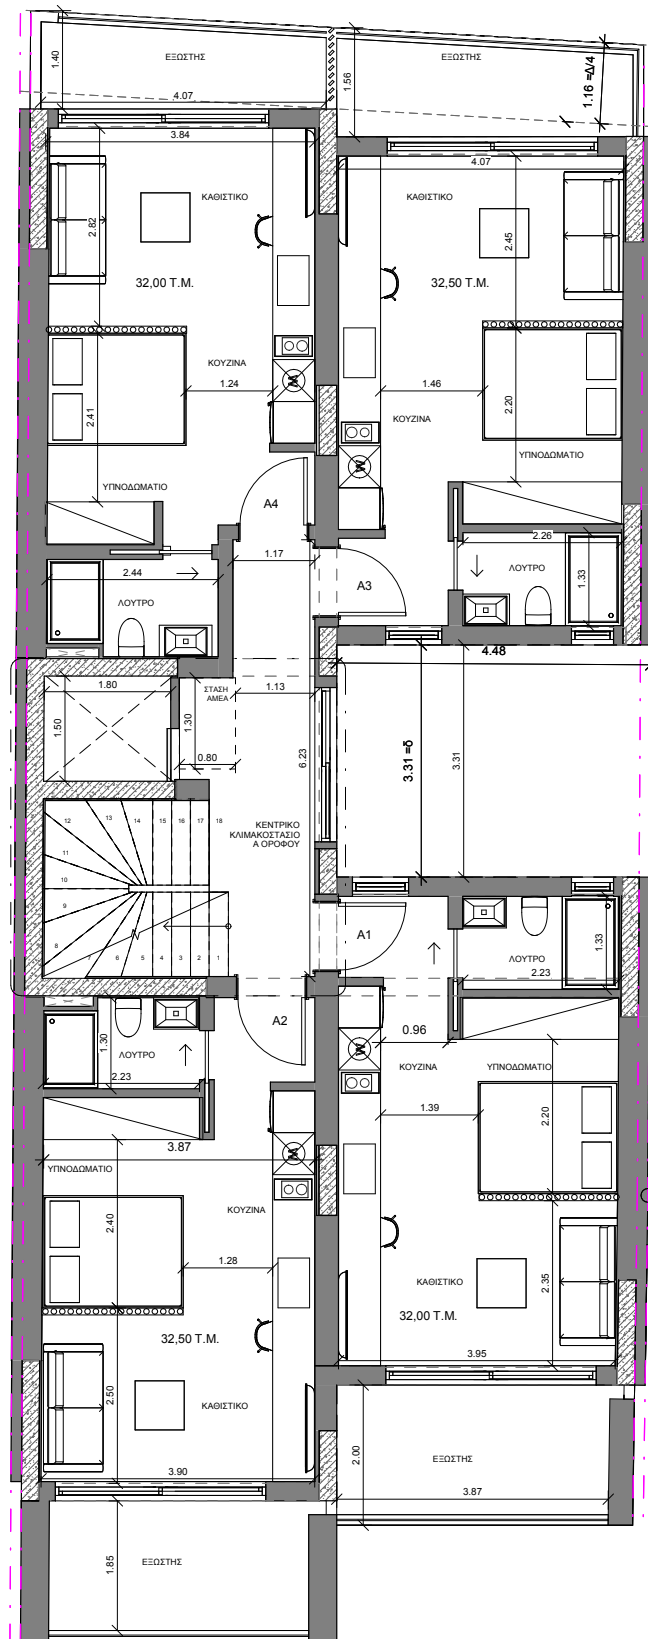 ΕΞΩΣΤΗΣ
ΕΞΩΣΤΗΣ
1.40
4.07
1.56
1.16 =Δ/4
3.84
4.07
ΚΑΘΙΣΤΙΚΟ
ΚΑΘΙΣΤΙΚΟ
2.82
2.45
32,00 Τ.Μ.
32,50 Τ.Μ.
ΚΟΥΖΙΝΑ
1.24
1.46
2.41
2.20
ΚΟΥΖΙΝΑ
W
W
ΥΠΝΟΔΩΜΑΤΙΟ
ΥΠΝΟΔΩΜΑΤΙΟ
A4
1.17
2.26
2.44
A3
ΛΟΥΤΡΟ
1.33
ΛΟΥΤΡΟ
4.48
1.80
ΣΤΑΣΗ
ΑΜΕΑ
1.13
1.50
1.30
0.80
6.23
3.31 =δ
3.31
12
13
14
15
16
17
18
ΚΕΝΤΡΙΚΟ
ΚΛΙΜΑΚΟΣΤΑΣΙΟ
Α ΟΡΟΦΟΥ
11
10
9
8
7
6
5
4
3
2
1
A1
ΛΟΥΤΡΟ
1.33
2.23
A2
ΛΟΥΤΡΟ
1.30
2.23
0.96
W
ΚΟΥΖΙΝΑ
ΥΠΝΟΔΩΜΑΤΙΟ
1.39
2.20
3.87
W
ΥΠΝΟΔΩΜΑΤΙΟ
2.40
ΚΟΥΖΙΝΑ
1.28
ΚΑΘΙΣΤΙΚΟ
2.35
32,00 Τ.Μ.
32,50 Τ.Μ.
3.95
2.50
ΚΑΘΙΣΤΙΚΟ
3.90
2.00
ΕΞΩΣΤΗΣ
3.87
1.85
ΕΞΩΣΤΗΣ